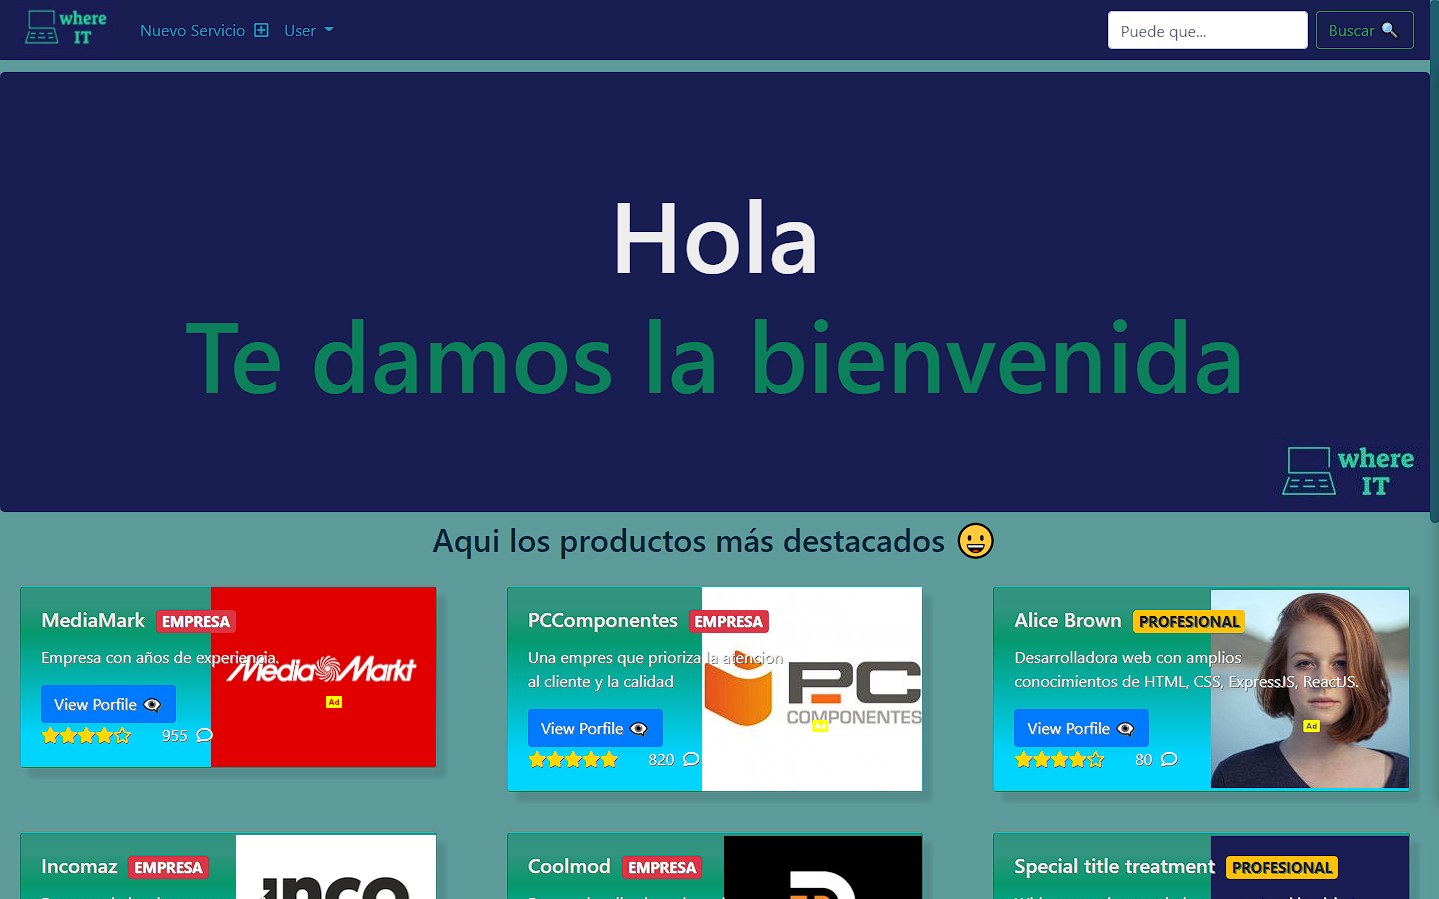 where
IT
Nuevo Servicio
User
Puede que...
Buscar
Hola
Te damos la bienvenida
where
IT
Aqui los productos más destacados
MediaMark EMPRESA
Empresa con años de experiencia.
View Porfile
955
MediaMarkt
Ad
PCComponentes EMPRESA
Una empres que prioriza la atencion
al cliente y la calidad
View Porfile
820
PC
COMPONENTES
Ad
Alice Brown PROFESIONAL
Desarrolladora web con amplios
conocimientos de HTML, CSS, ExpressJS, ReactJS.
View Porfile
80
Ad
Incomaz EMPRESA
Coolmod EMPRESA
Special title treatment PROFESIONAL